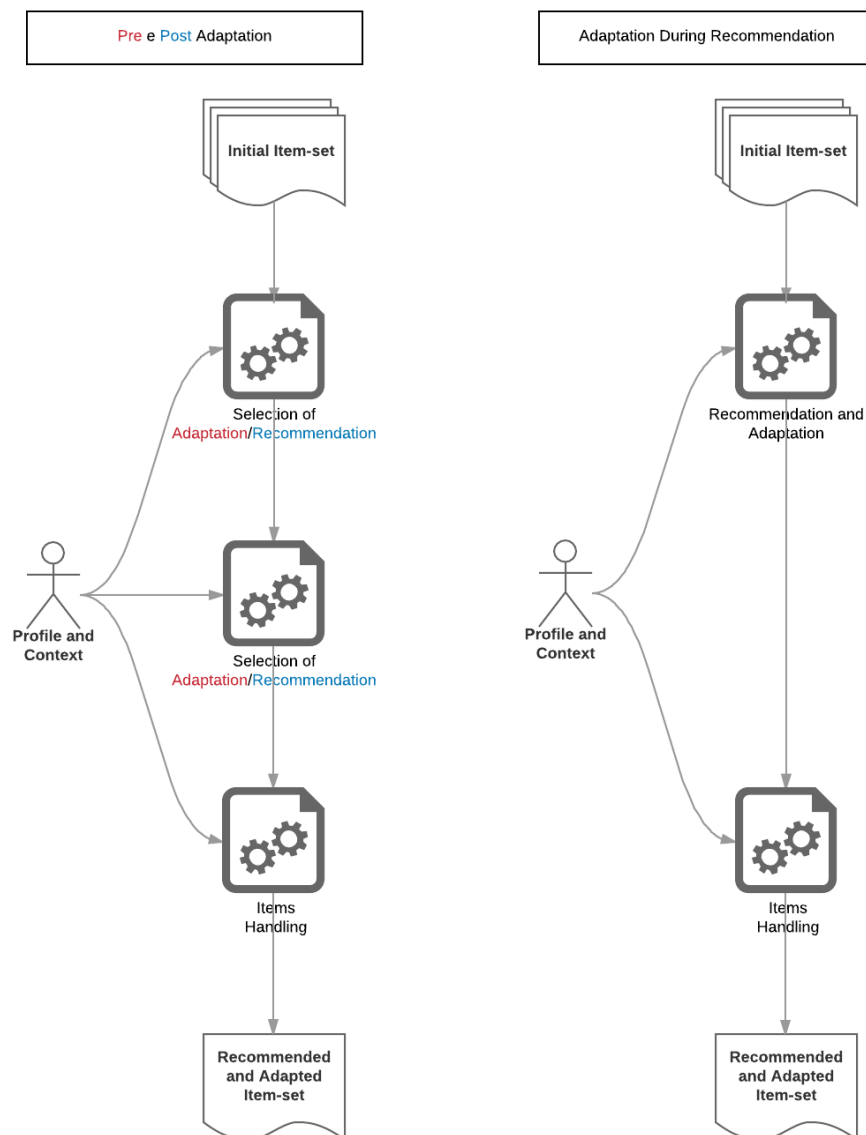 Pre e Post Adaptation
Initial Item-set
Selection of
Adaptation/Recommendation
Profile and
Context
Selection of
Adaptation/Recommendation
Items
Handling
Recommended
and Adapted
Item-set
Adaptation During Recommendation
Initial Item-set
Recommendation and
Adaptation
Profile and
Context
Items
Handling
Recommended
and Adapted
Item-set